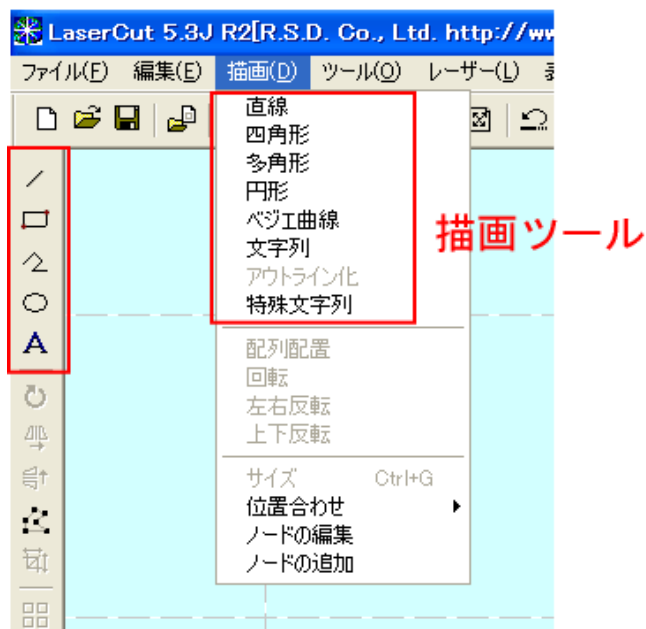 LaserCut 5.3J R2[R.S.D. Co., Ltd. http://ww
ファイル(F) 編集(E) 描画(D) ツール(O) レーザー(L)
直線
四角形
多角形
円形
ベジエ曲線
文字列
アウトライン化
特殊文字列
描画ツール
A
配列配置
回転
左右反転
上下反転
サイズ Ctrl+G
位置合わせ
ノードの編集
ノードの追加